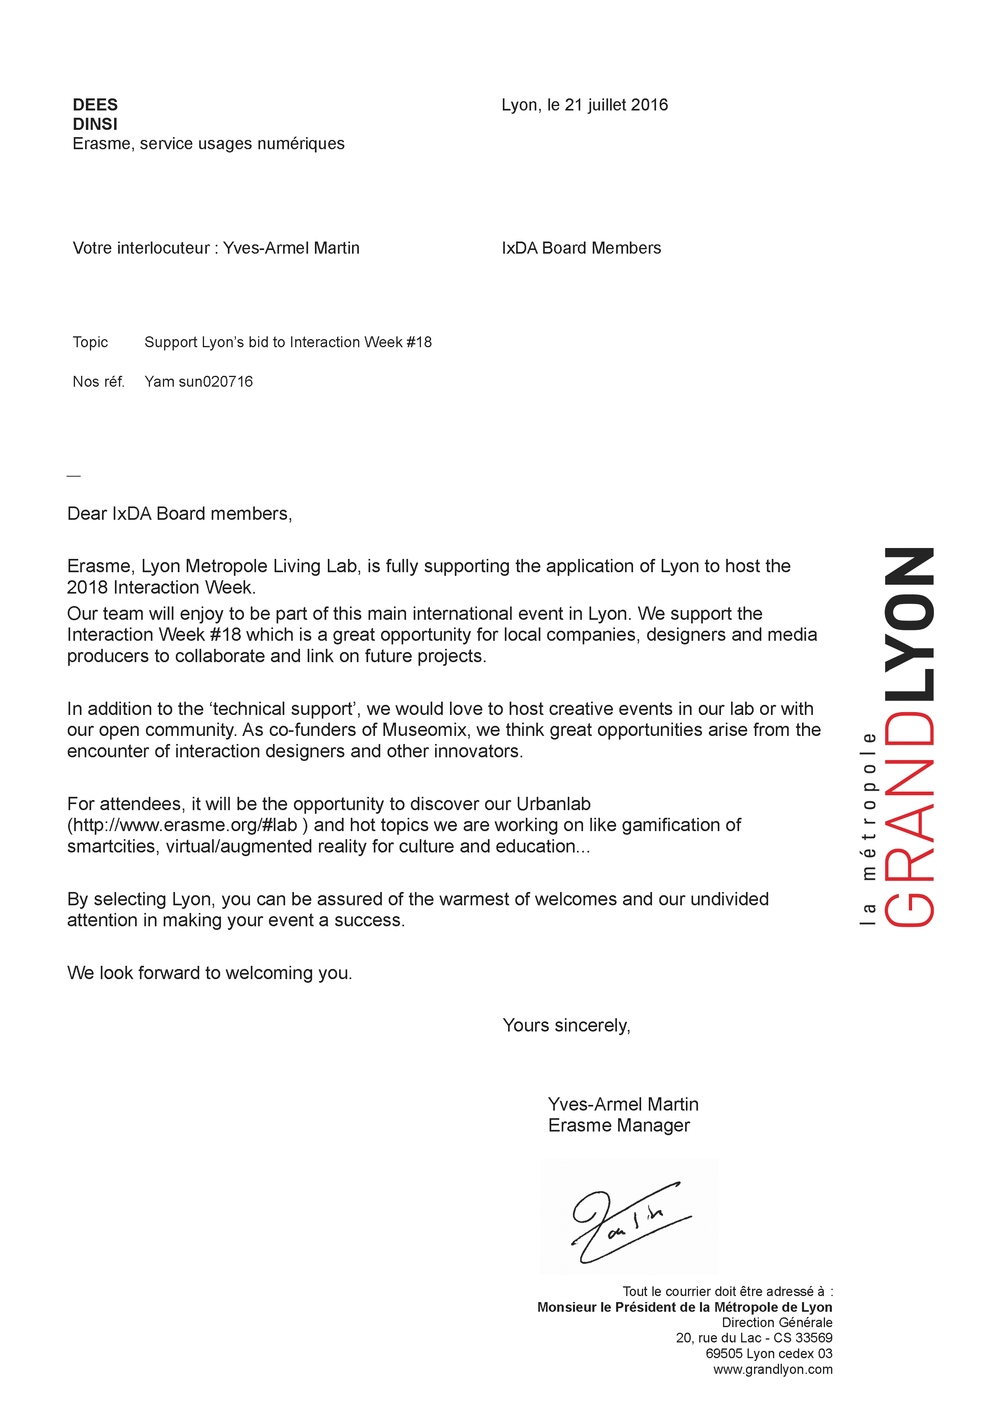 DEES
DINSI
Erasme, service usages numériques
Lyon, le 21 juillet 2016
Votre interlocuteur : Yves-Armel Martin
IxDA Board Members
Topic Support Lyon's bid to Interaction Week #18
Nos réf. Yam sun020716
—
Dear IxDA Board members,
Erasme, Lyon Metropole Living Lab, is fully supporting the application of Lyon to host the
2018 Interaction Week.
Our team will enjoy to be part of this main international event in Lyon. We support the
Interaction Week #18 which is a great opportunity for local companies, designers and media
producers to collaborate and link on future projects.
In addition to the ‘technical support’, we would love to host creative events in our lab or with
our open community. As co-funders of Museomix, we think great opportunities arise from the
encounter of interaction designers and other innovators.
For attendees, it will be the opportunity to discover our Urbanlab
(http://www.erasme.org/#lab ) and hot topics we are working on like gamification of
smartcities, virtual/augmented reality for culture and education...
By selecting Lyon, you can be assured of the warmest of welcomes and our undivided
attention in making your event a success.
We look forward to welcoming you.
Yours sincerely,
Yves-Armel Martin
Erasme Manager
Tout le courrier doit être adressé à :
Monsieur le Président de la Métropole de Lyon
Direction Générale
20, rue du Lac - CS 33569
69505 Lyon cedex 03
www.grandlyon.com
la métropole
GRANDLYON